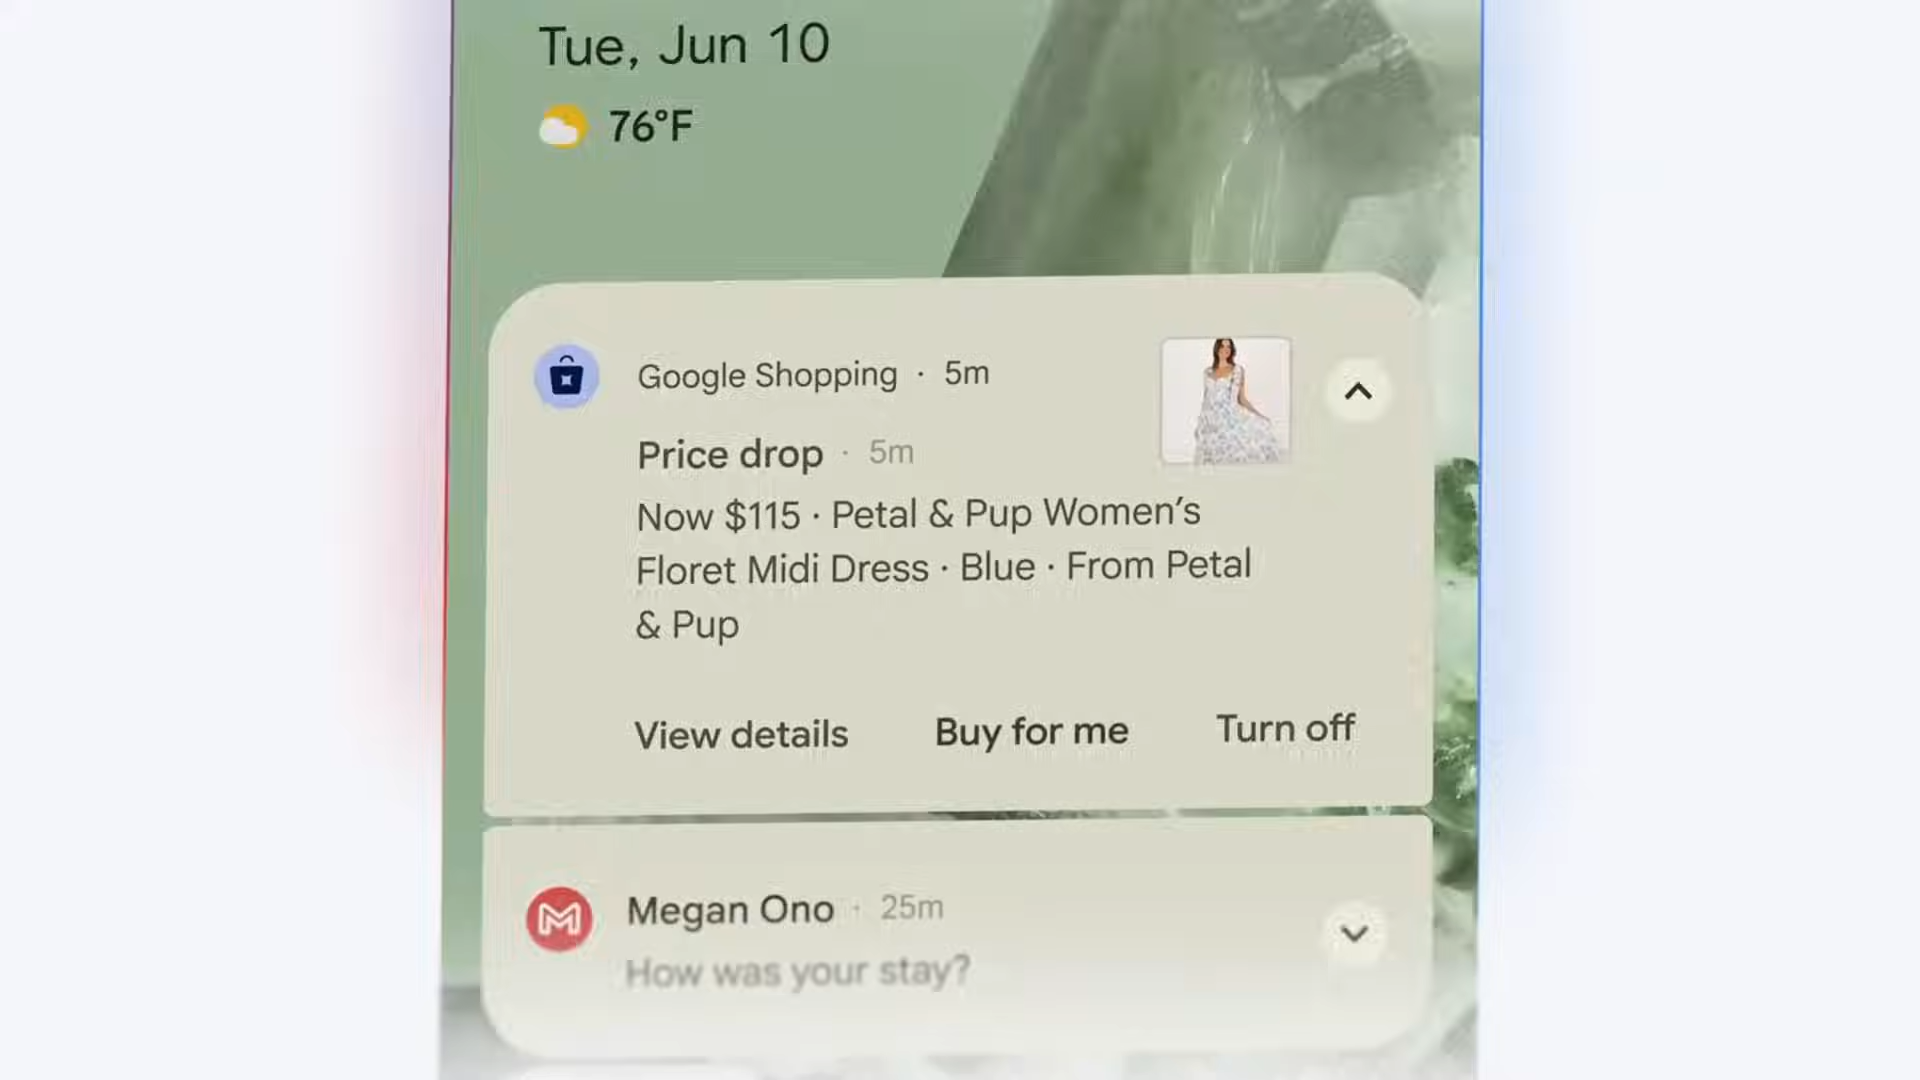 Tue, Jun 10
76°F
Google Shopping · 5m
Price drop · 5m
Now $115 · Petal & Pup Women’s
Floret Midi Dress · Blue · From Petal
& Pup
View details Buy for me Turn off
Megan Ono · 25m
How was your stay?